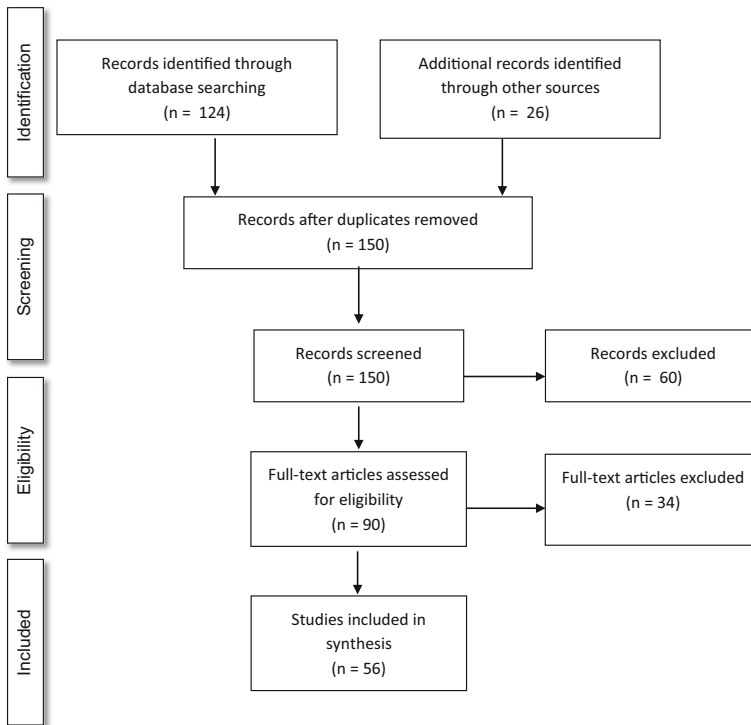 Identification
Records identified through
database searching
(n = 124)
Additional records identified
through other sources
(n = 26)
Screening
Records after duplicates removed
(n = 150)
Records screened
(n = 150)
Records excluded
(n = 60)
Eligibility
Full-text articles assessed
for eligibility
(n = 90)
Full-text articles excluded
(n = 34)
Included
Studies included in
synthesis
(n = 56)